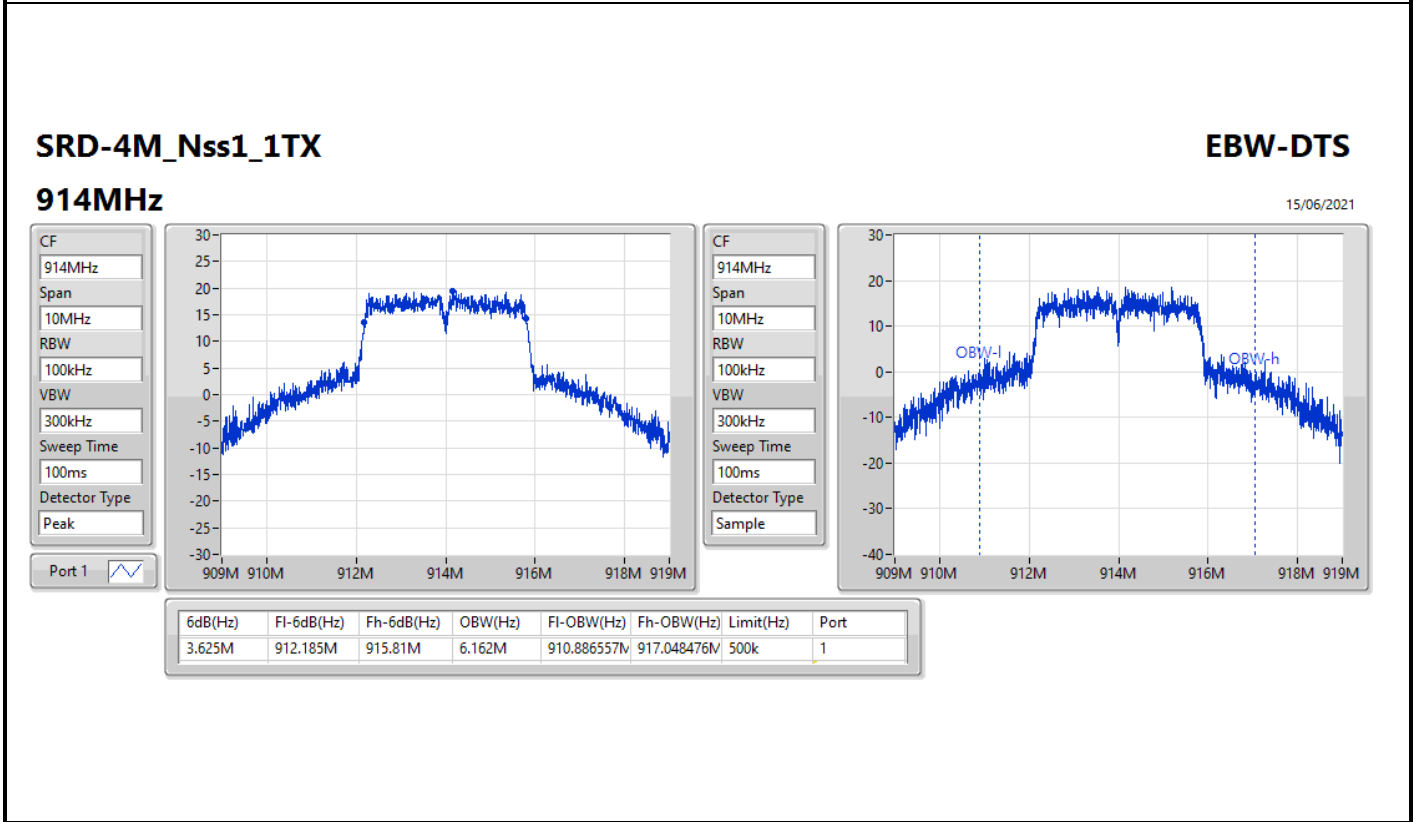 SRD-4M_Nss1_1TX
EBW-DTS
914MHz
15/06/2021
CF
914MHz
Span
10MHz
RBW
100kHz
VBW
300kHz
Sweep Time
100ms
Detector Type
Peak
Port 1
30
25
20
15
10
5
0
-5
-10
-15
-20
-25
-30
909M 910M 912M 914M 916M 918M 919M
CF
914MHz
Span
10MHz
RBW
100kHz
VBW
300kHz
Sweep Time
100ms
Detector Type
Sample
30
20
10
0
-10
-20
-30
-40
OBW-l
OBW-h
909M 910M 912M 914M 916M 918M 919M
6dB(Hz) Fl-6dB(Hz) Fh-6dB(Hz) OBW(Hz) Fl-OBW(Hz) Fh-OBW(Hz) Limit(Hz) Port
3.625M 912.185M 915.81M 6.162M 910.886557M 917.048476M 500k 1